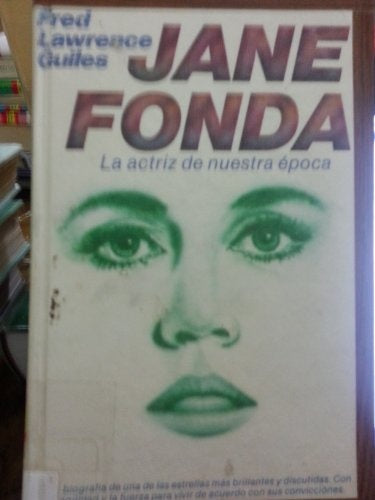 Fred
Lawrence
Guiles
JANE
FONDA
La actriz de nuestra época
biografía de una de las estrellas más brillantes y discutidas. Con
y la fuerza para vivir de acuerdo con sus convicciones.